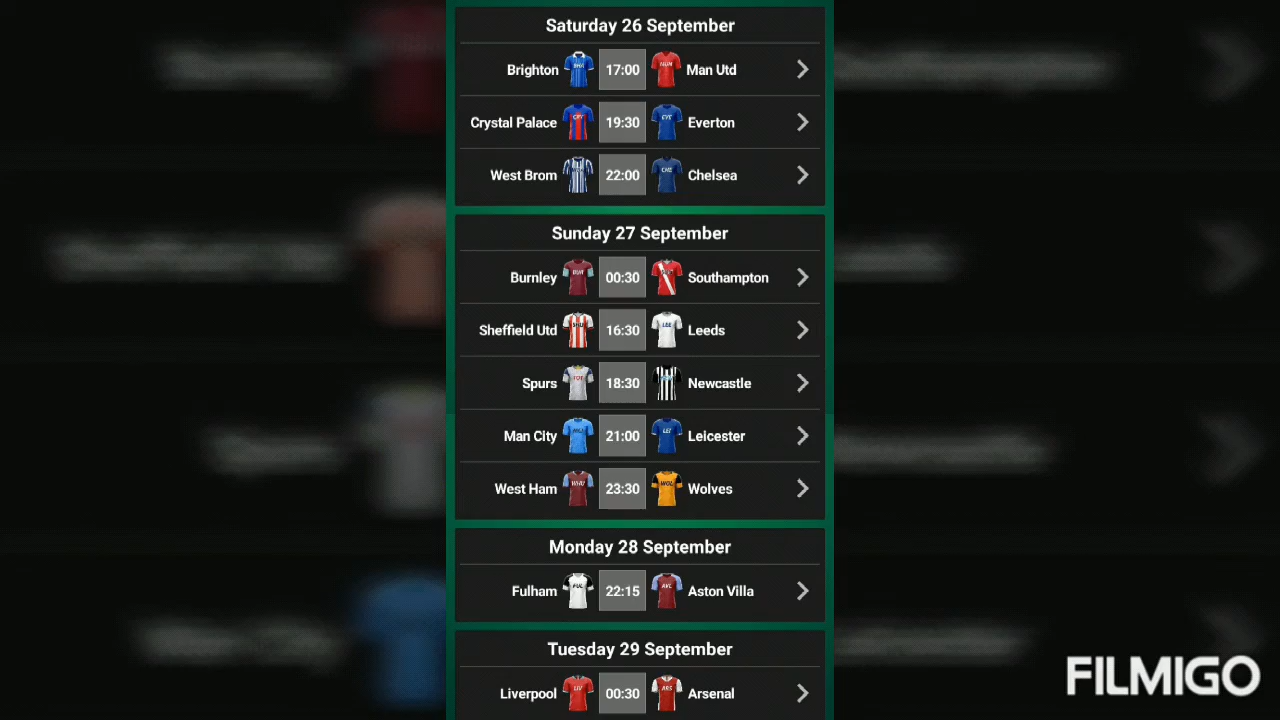 Saturday 26 September
Brighton 17:00 Man Utd
Crystal Palace 19:30 Everton
West Brom 22:00 Chelsea
Sunday 27 September
Burnley 00:30 Southampton
Sheffield Utd 16:30 Leeds
Spurs 18:30 Newcastle
Man City 21:00 Leicester
West Ham 23:30 Wolves
Monday 28 September
Fulham 22:15 Aston Villa
Tuesday 29 September
Liverpool 00:30 Arsenal
FILMIGO